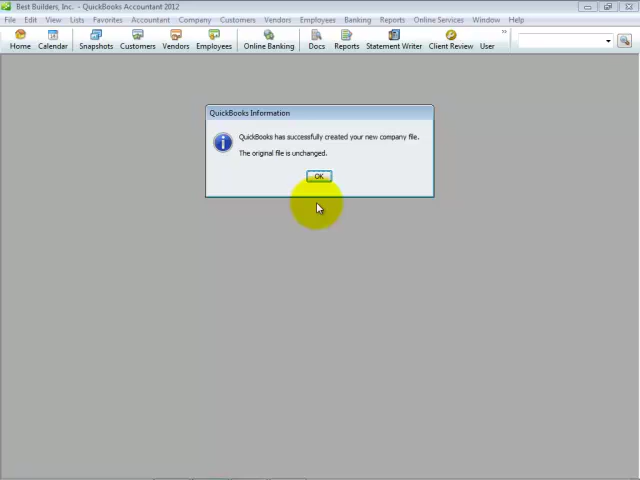 Best Builders, Inc. - QuickBooks Accountant 2012
File Edit View Lists Favorites Accountant Company Customers Vendors Employees Banking Reports Online Services Window Help
Home Calendar Snapshots Customers Vendors Employees Online Banking Docs Reports Statement Writer Client Review User
QuickBooks Information
QuickBooks has successfully created your new company file.
The original file is unchanged.
OK